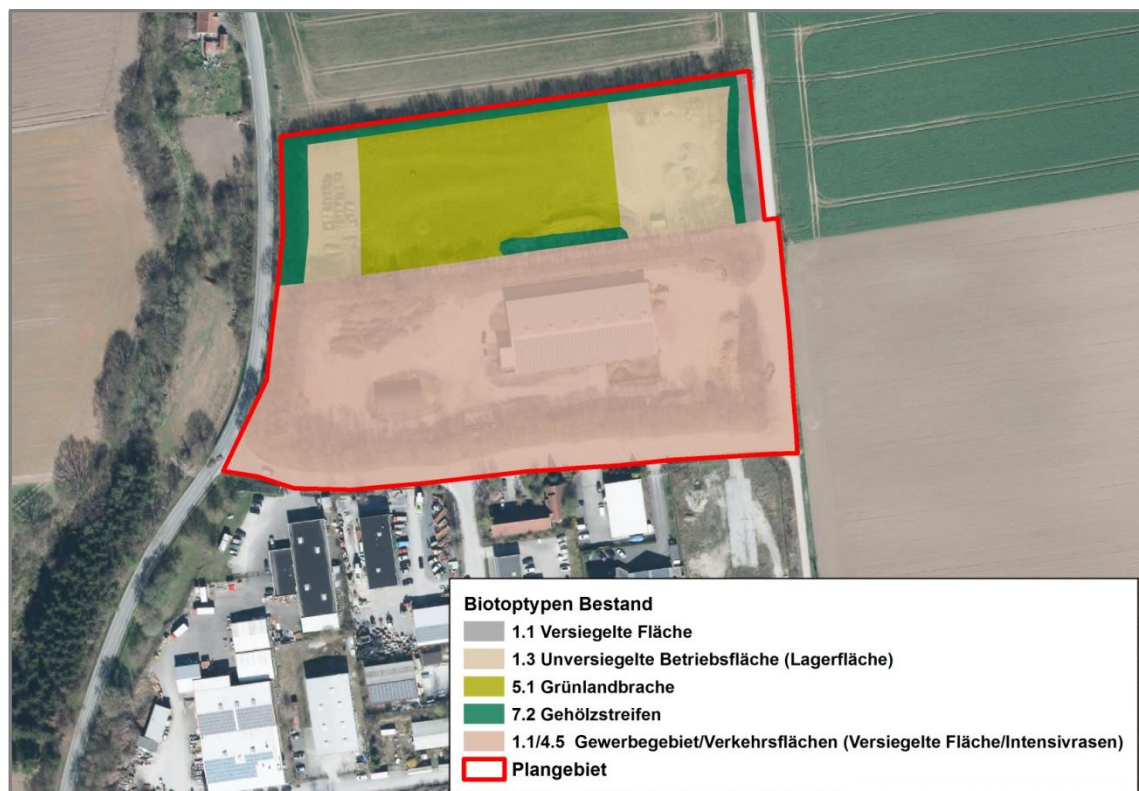 Biotoptypen Bestand
1.1 Versiegelte Fläche
1.3 Unversiegelte Betriebsfläche (Lagerfläche)
5.1 Grünlandbrache
7.2 Gehölzstreifen
1.1/4.5 Gewerbegebiet/Verkehrsflächen (Versiegelte Fläche/Intensivrasen)
Plangebiet